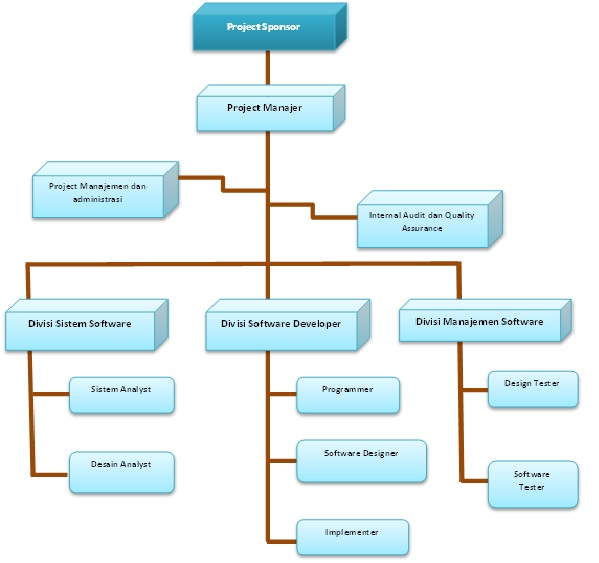 Project Sponsor
Project Manajer
Project Manajemen dan
administrasi
Internal Audit dan Quality
Assurance
Divisi Sistem Software
Divisi Software Developer
Divisi Manajemen Software
Sistem Analyst
Programmer
Design Tester
Desain Analyst
Software Designer
Software
Tester
Implementer